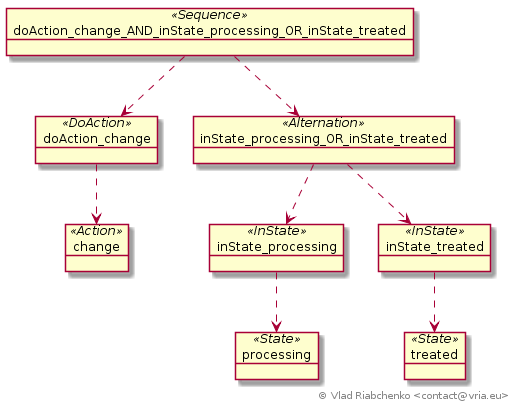 «Sequence»
doAction_change_AND_inState_processing_OR_inState_treated
«DoAction»
doAction_change
«Alternation»
inState_processing_OR_inState_treated
«Action»
change
«InState»
inState_processing
«InState»
inState_treated
«State»
processing
«State»
treated
© Vlad Riabchenko <contact@vria.eu>